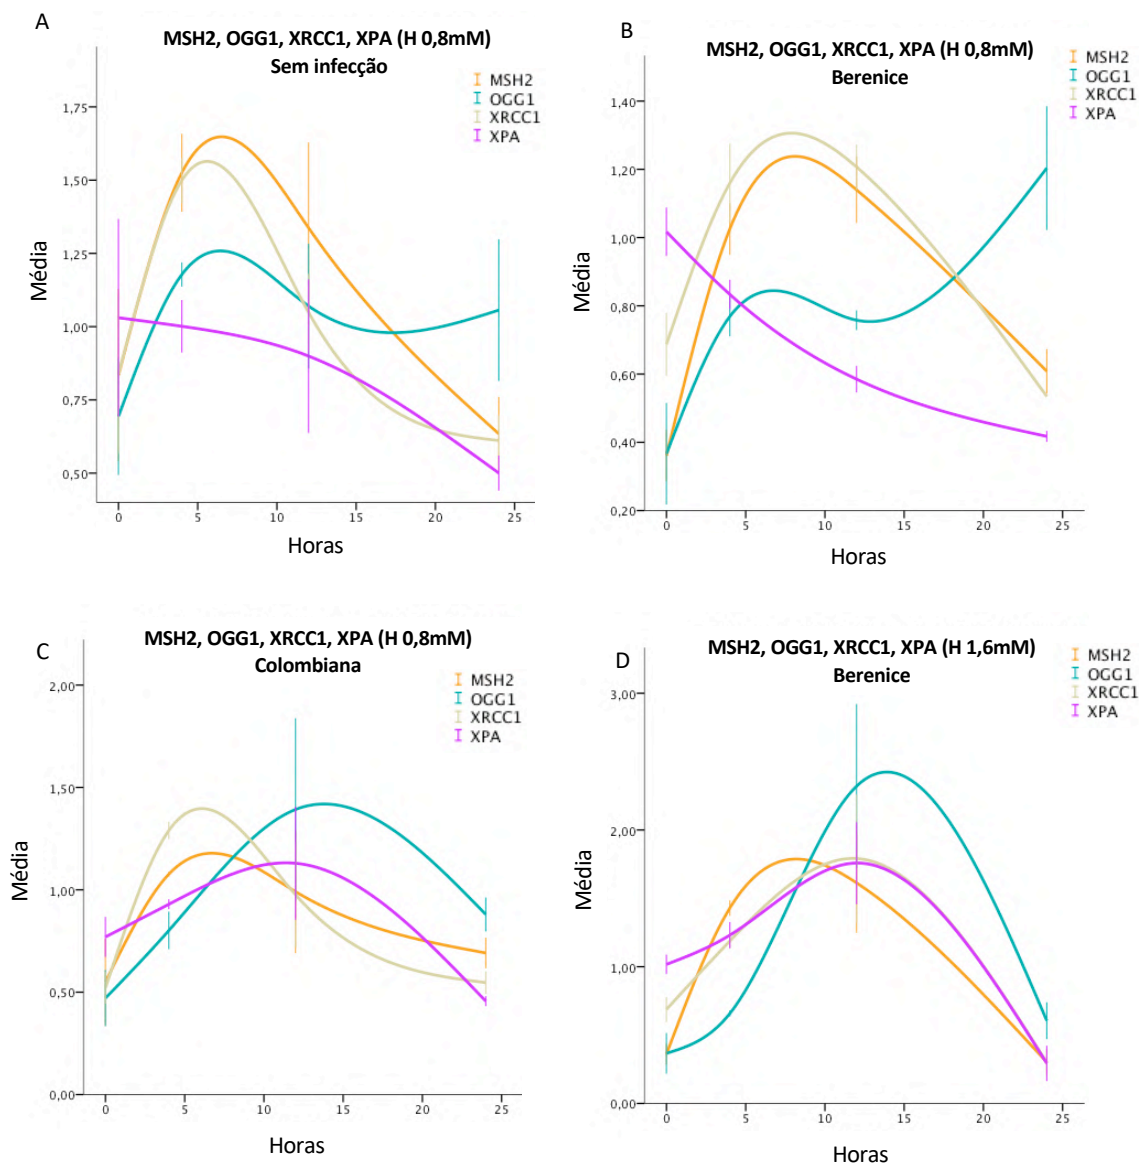 A
MSH2, OGG1, XRCC1, XPA (H 0,8mM)
Sem infecção
MSH2
OGG1
XRCC1
XPA
Média
1,75
1,50
1,25
1,00
0,75
0,50
0
5
10
15
20
25
Horas
B
MSH2, OGG1, XRCC1, XPA (H 0,8mM)
Berenice
MSH2
OGG1
XRCC1
XPA
Média
1,40
1,20
1,00
0,80
0,60
0,40
0,20
0
5
10
15
20
25
Horas
C
MSH2, OGG1, XRCC1, XPA (H 0,8mM)
Colombiana
MSH2
OGG1
XRCC1
XPA
Média
2,00
1,50
1,00
0,50
0,00
0
5
10
15
20
25
Horas
D
MSH2, OGG1, XRCC1, XPA (H 1,6mM)
Berenice
MSH2
OGG1
XRCC1
XPA
Média
3,00
2,00
1,00
0,00
0
5
10
15
20
25
Horas